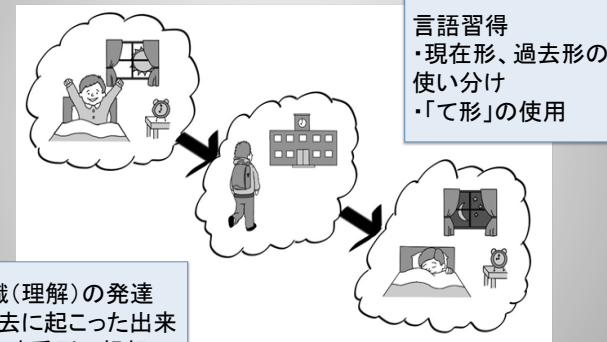 言語習得
・現在形、過去形の
使い分け
・「て形」の使用
識(理解)の発達
去に起こった出来